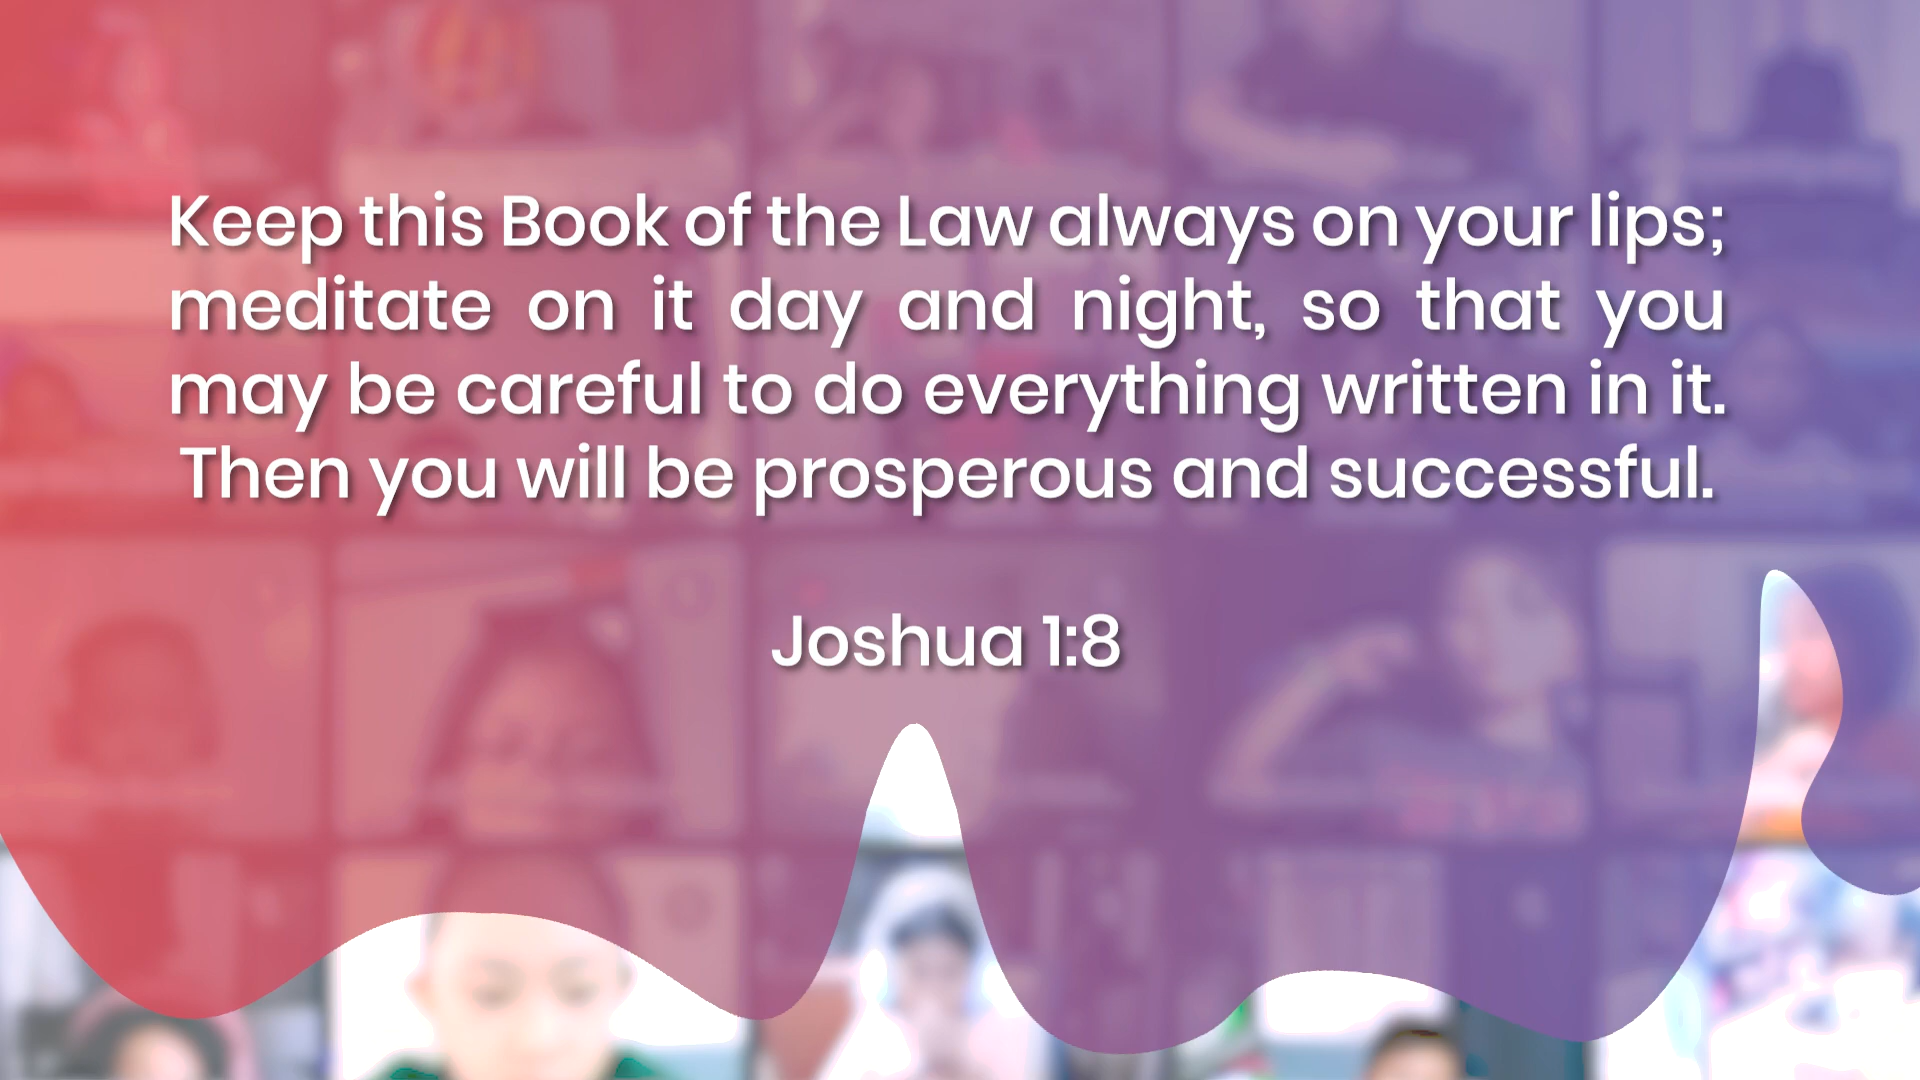 Keep this Book of the Law always on your lips;
meditate on it day and night, so that you
may be careful to do everything written in it.
Then you will be prosperous and successful.
Joshua 1:8